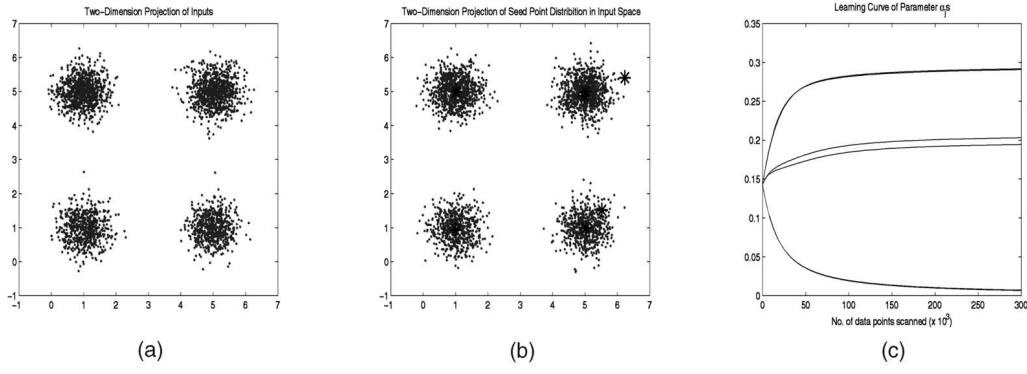 Two-Dimension Projection of Inputs
7
6
5
4
3
2
1
0
-1
-1 0 1 2 3 4 5 6 7
(a)
Two-Dimension Projection of Seed Point Distribition in Input Space
7
6
5
4
3
2
1
0
-1
-1 0 1 2 3 4 5 6 7
(b)
Learning Curve of Parameter αjs
0.35
0.3
0.25
0.2
0.15
0.1
0.05
0
0 50 100 150 200 250 300
No. of data points scanned (x 10³)
(c)